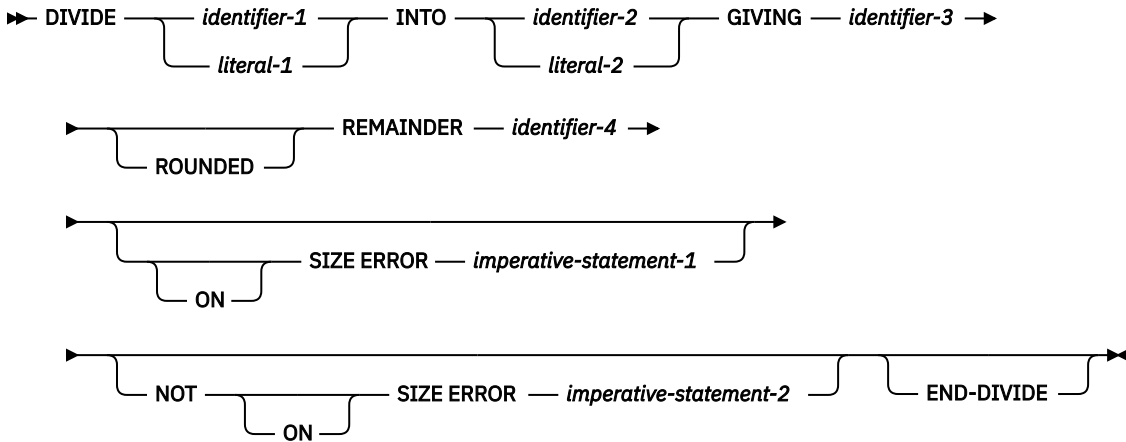 DIVIDE identifier-1 INTO identifier-2 GIVING identifier-3
literal-1 literal-2
REMAINDER identifier-4
ROUNDED
SIZE ERROR imperative-statement-1
ON
NOT SIZE ERROR imperative-statement-2 END-DIVIDE
ON